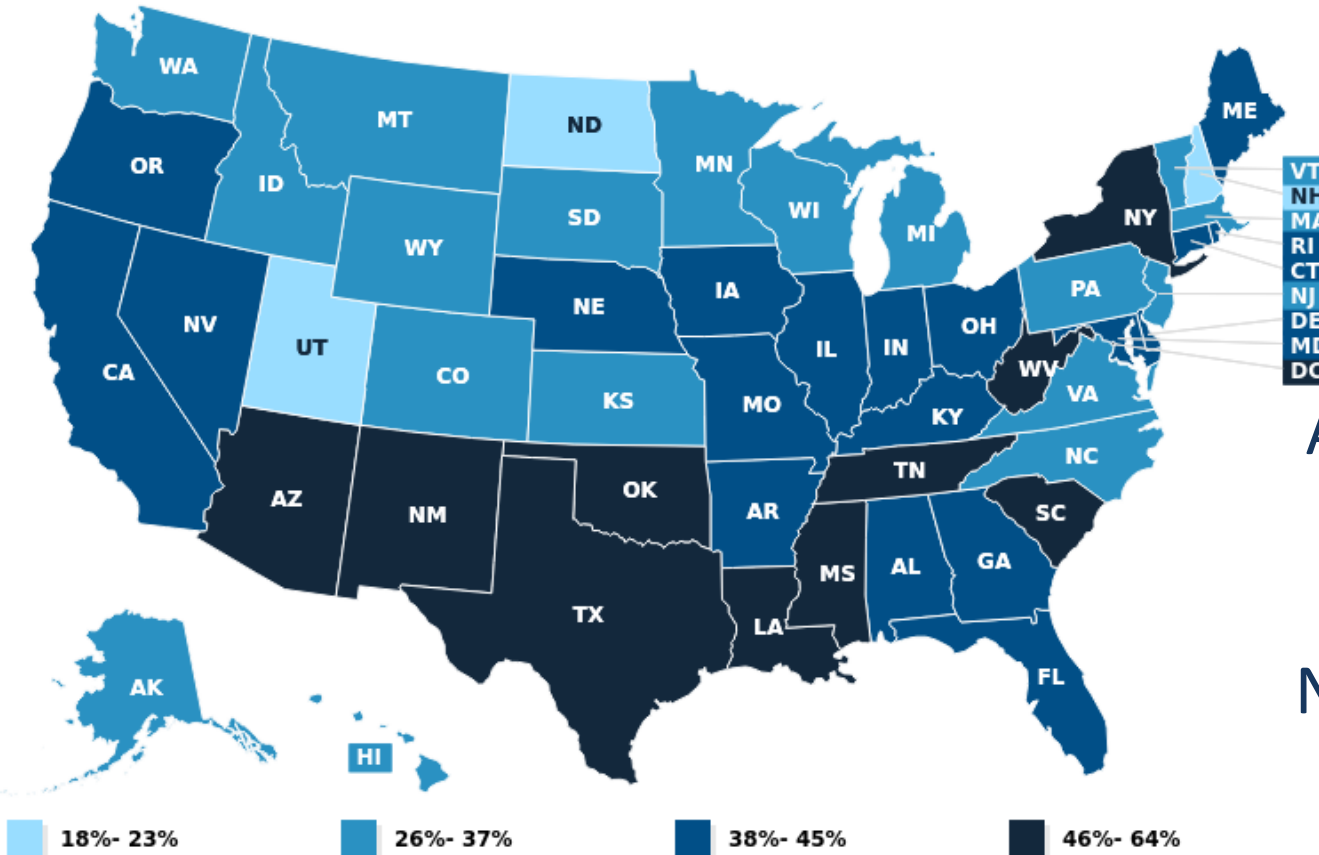 WA
MT
ND
OR
ID
MN
ME
SD
WI
WY
MI
NY
VT
NH
MA
RI
CT
NJ
DE
MD
DC
NV
UT
NE
IA
PA
CA
CO
IL
IN
OH
KS
MO
WV
VA
KY
NC
AZ
NM
OK
TN
AR
SC
TX
MS
AL
GA
LA
FL
AK
HI
18%- 23%
26%- 37%
38%- 45%
46%- 64%